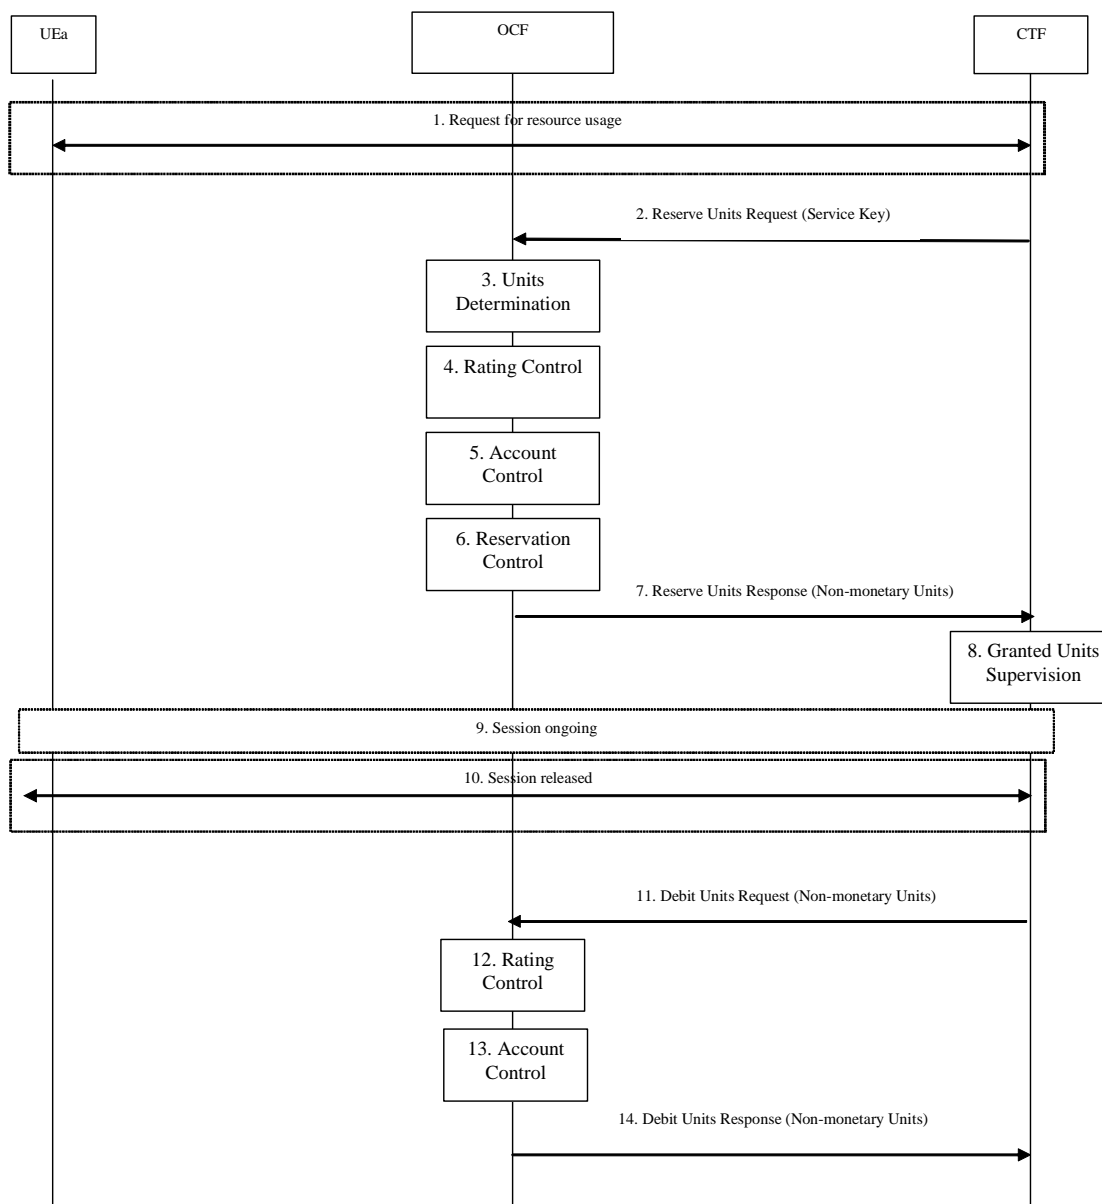 UEa
OCF
CTF
1. Request for resource usage
2. Reserve Units Request (Service Key)
3. Units
Determination
4. Rating Control
5. Account
Control
6. Reservation
Control
7. Reserve Units Response (Non-monetary Units)
8. Granted Units
Supervision
9. Session ongoing
10. Session released
11. Debit Units Request (Non-monetary Units)
12. Rating
Control
13. Account
Control
14. Debit Units Response (Non-monetary Units)